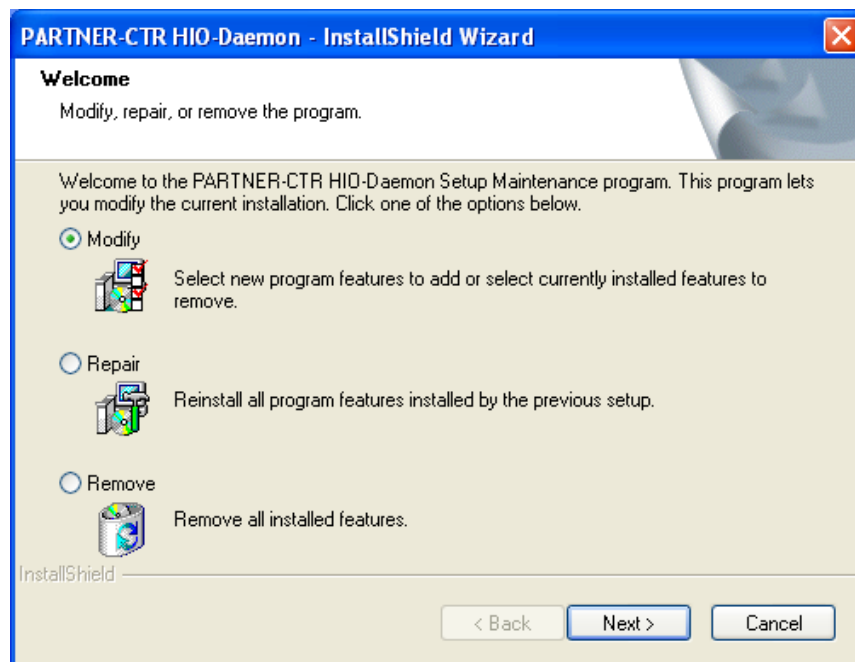 PARTNER-CTR HIO-Daemon - InstallShield Wizard
Welcome
Modify, repair, or remove the program.
Welcome to the PARTNER-CTR HIO-Daemon Setup Maintenance program. This program lets
you modify the current installation. Click one of the options below.
Modify
Select new program features to add or select currently installed features to
remove.
Repair
Reinstall all program features installed by the previous setup.
Remove
Remove all installed features.
InstallShield
< Back
Next >
Cancel